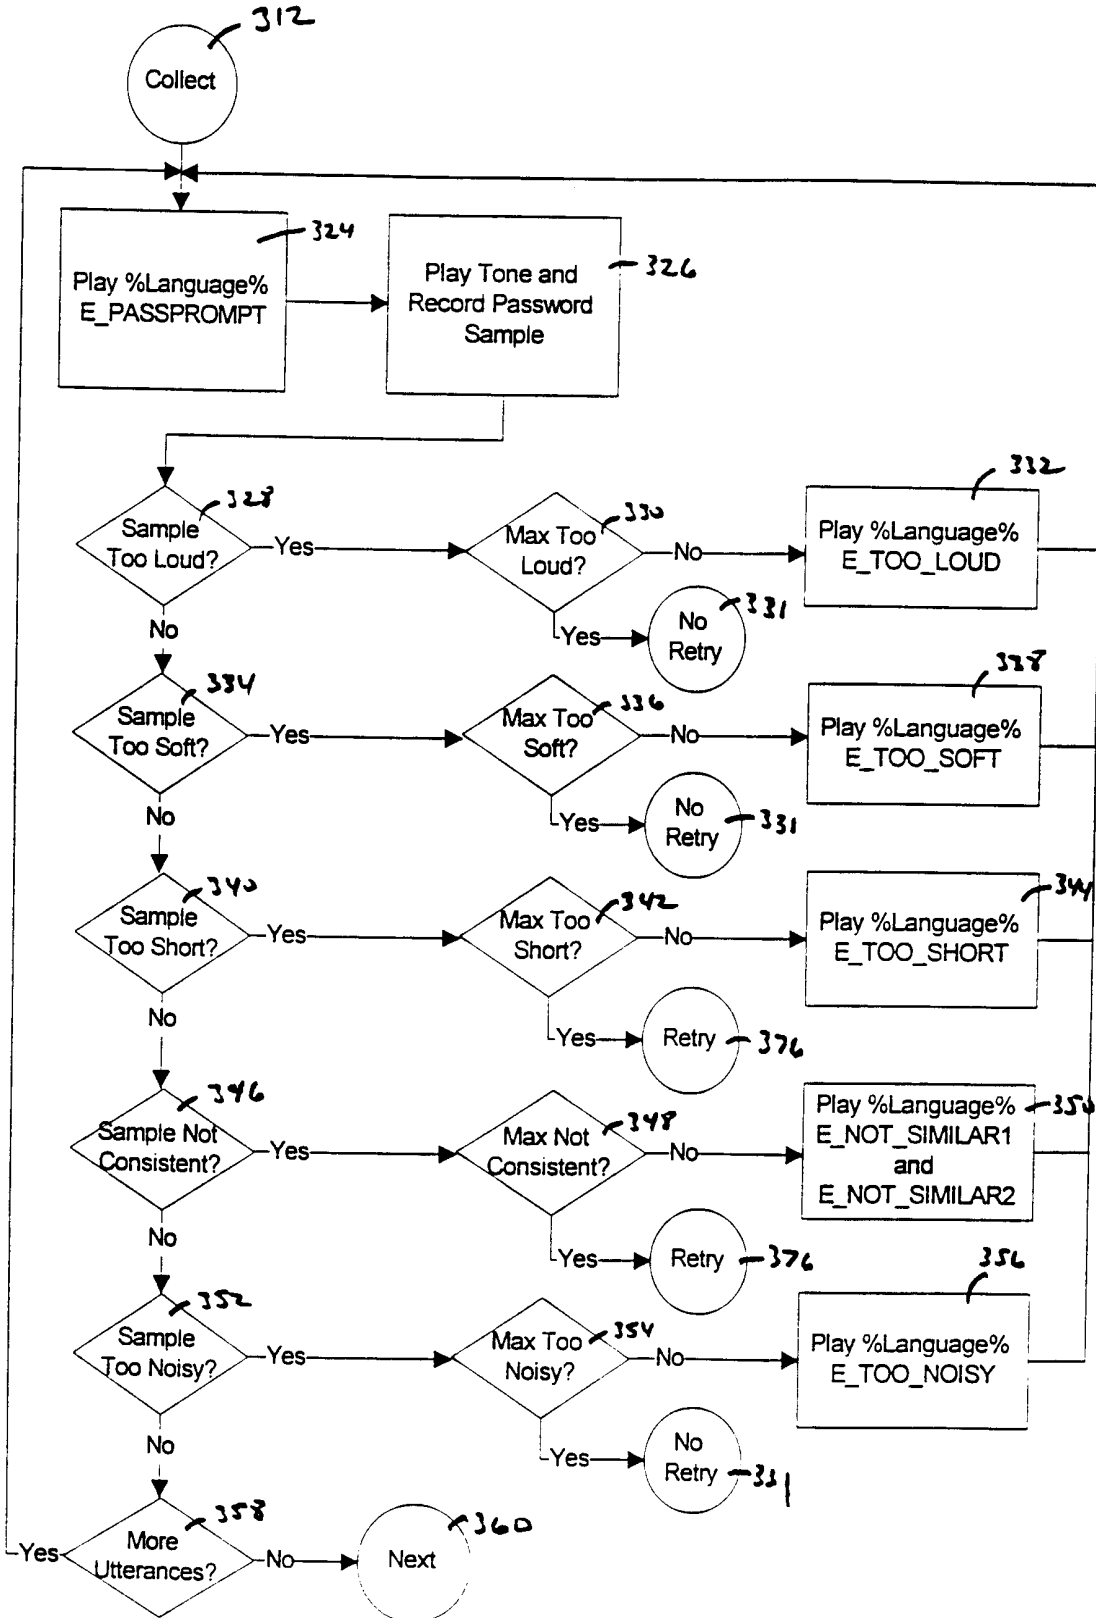 312
Collect
324
Play %Language%
E_PASSPROMPT
326
Play Tone and
Record Password
Sample
328
Sample
Too Loud?
Yes
330
Max Too
Loud?
No
332
Play %Language%
E_TOO_LOUD
No
Yes
No
Retry
331
334
Sample
Too Soft?
Yes
336
Max Too
Soft?
No
338
Play %Language%
E_TOO_SOFT
No
Yes
No
Retry
331
340
Sample
Too Short?
Yes
342
Max Too
Short?
No
344
Play %Language%
E_TOO_SHORT
No
Yes
Retry
376
346
Sample Not
Consistent?
Yes
348
Max Not
Consistent?
No
350
Play %Language%
E_NOT_SIMILAR1
and
E_NOT_SIMILAR2
No
Yes
Retry
376
352
Sample
Too Noisy?
Yes
354
Max Too
Noisy?
No
356
Play %Language%
E_TOO_NOISY
No
Yes
No
Retry
331
358
More
Utterances?
Yes
No
360
Next